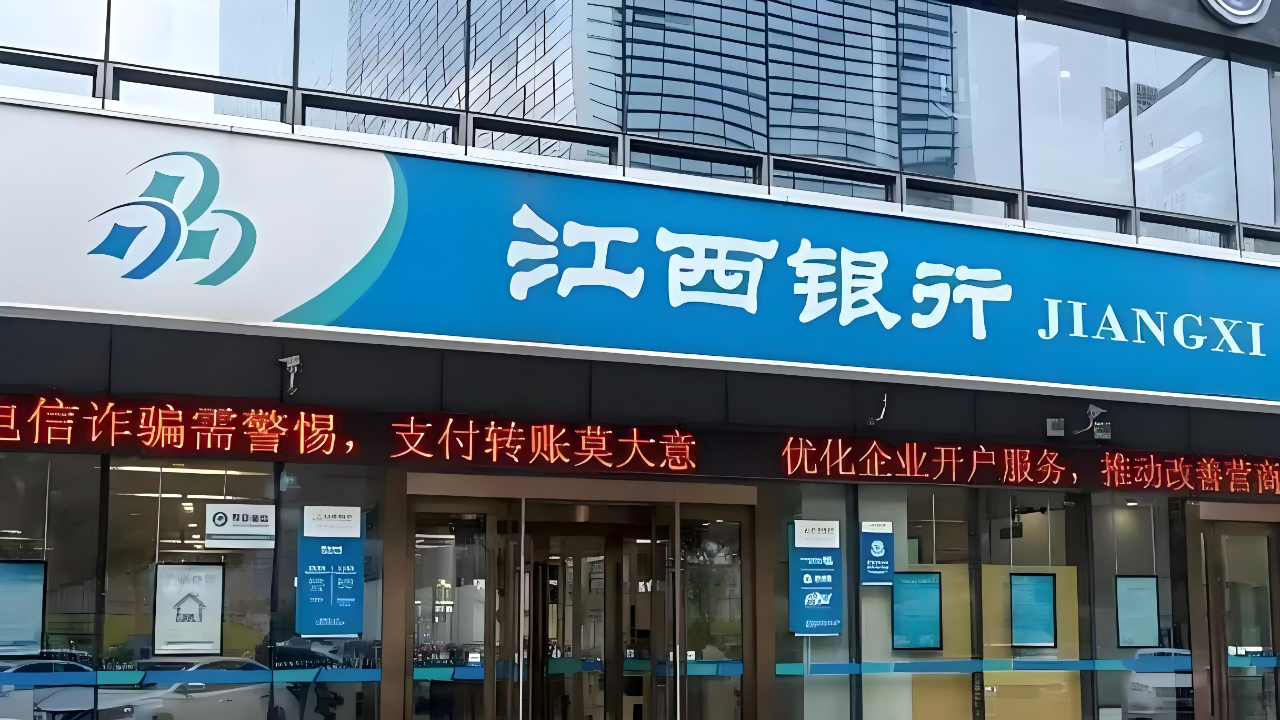 江西银行 JIANGXI
电信诈骗需警惕，支付转账莫大意 优化企业开户服务，推动改善营商